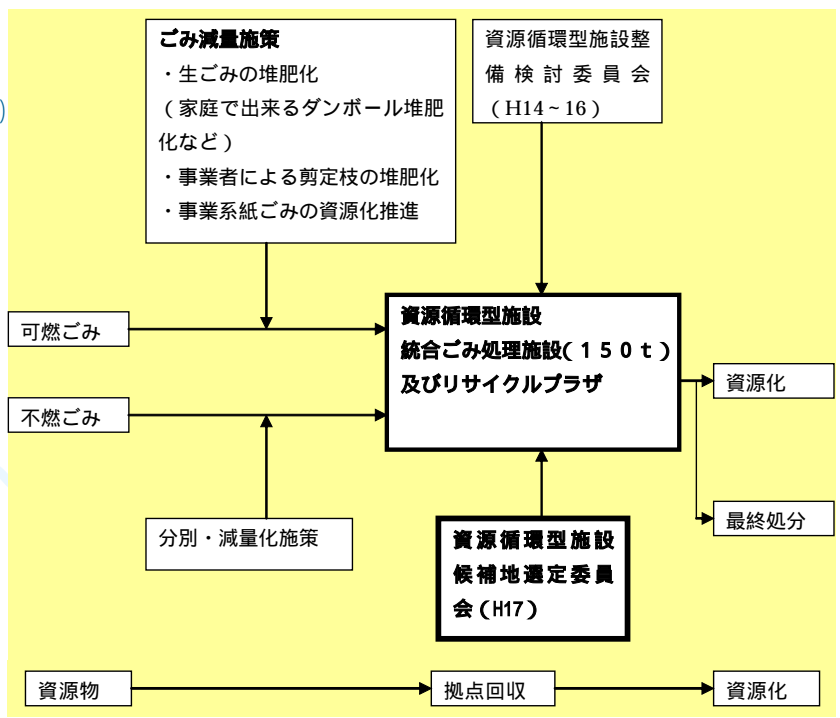 ごみ減量施策
・生ごみの堆肥化
（家庭で出来るダンボール堆肥
化など）
・事業者による剪定枝の堆肥化
・事業系紙ごみの資源化推進
資源循環型施設整
備検討委員会
（H14～16）
)
可燃ごみ
資源循環型施設
統合ごみ処理施設(１５０ｔ)
及びリサイクルプラザ
資源化
不燃ごみ
分別・減量化施策
資源循環型施設
候補地選定委員
会(H17)
最終処分
資源物
拠点回収
資源化